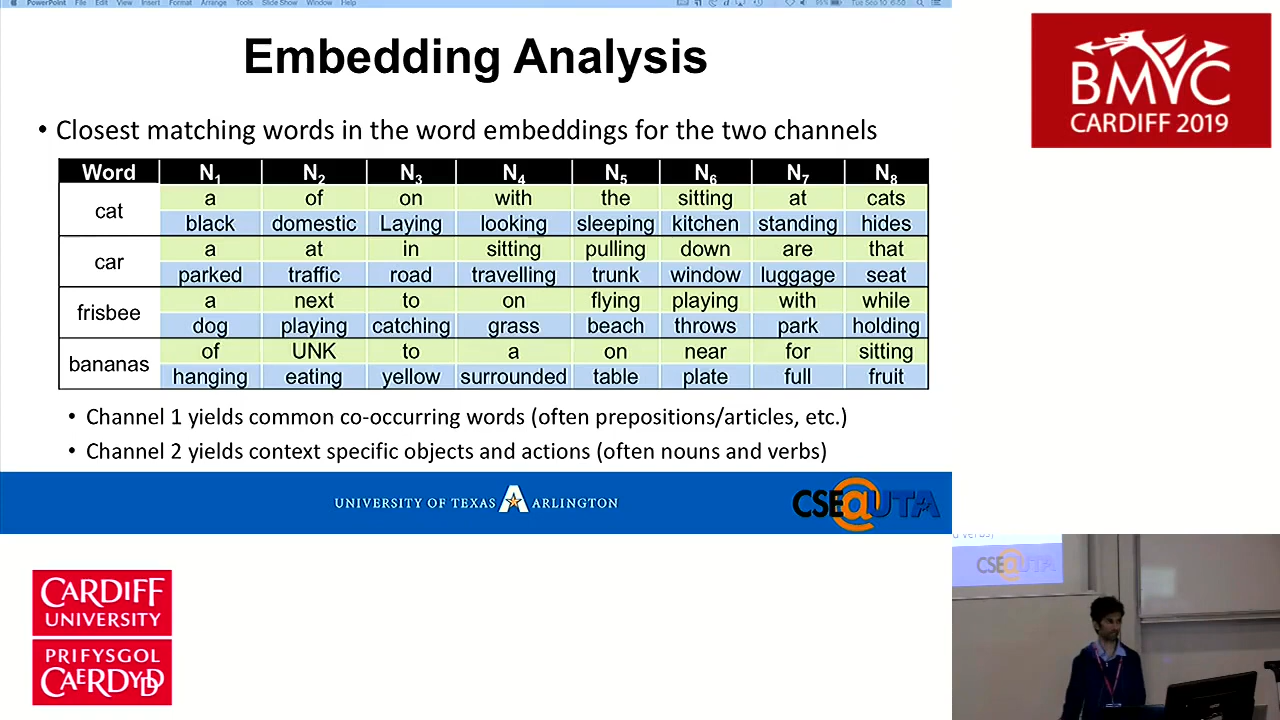 PowerPoint File Edit View Insert Format Arrange Tools Slide Show Window Help
95% Tue Sep 10
Embedding Analysis
• Closest matching words in the word embeddings for the two channels
Word N1 N2 N3 N4 N5 N6 N7 N8
cat
a of on with the sitting at cats
black domestic Laying looking sleeping kitchen standing hides
car
a at in sitting pulling down are that
parked traffic road travelling trunk window luggage seat
frisbee
a next to on flying playing with while
dog playing catching grass beach throws park holding
bananas
of UNK to a on near for sitting
hanging eating yellow surrounded table plate full fruit
• Channel 1 yields common co-occurring words (often prepositions/articles, etc.)
• Channel 2 yields context specific objects and actions (often nouns and verbs)
UNIVERSITY OF TEXAS A ARLINGTON
CSE@UTA
BMVC
CARDIFF 2019
CARDIFF
UNIVERSITY
PRIFYSGOL
CAERDYDD
d verbs)
CSE@UTA